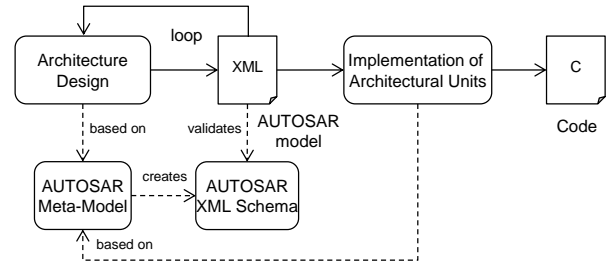 loop
Architecture
Design
XML
Implementation of
Architectural Units
C
based on
validates
AUTOSAR
model
Code
AUTOSAR
Meta-Model
creates
AUTOSAR
XML Schema
based on